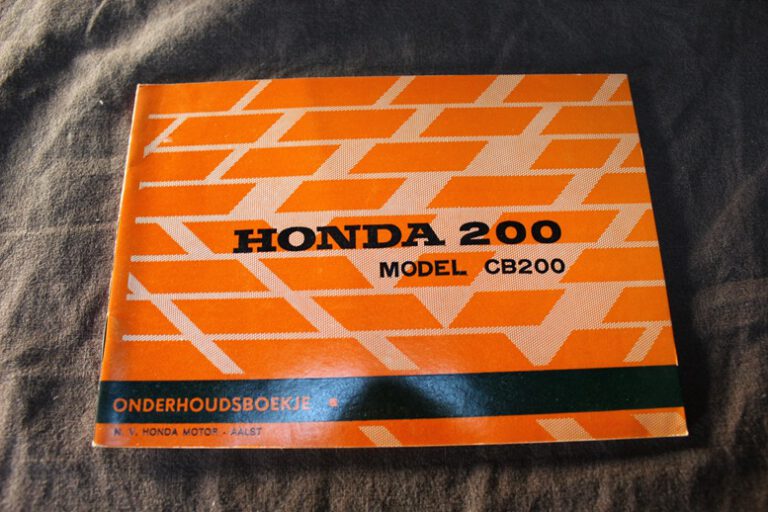 HONDA 200
MODEL CB200
ONDERHOUDSBOEKJE
N. V. HONDA MOTOR - AALST